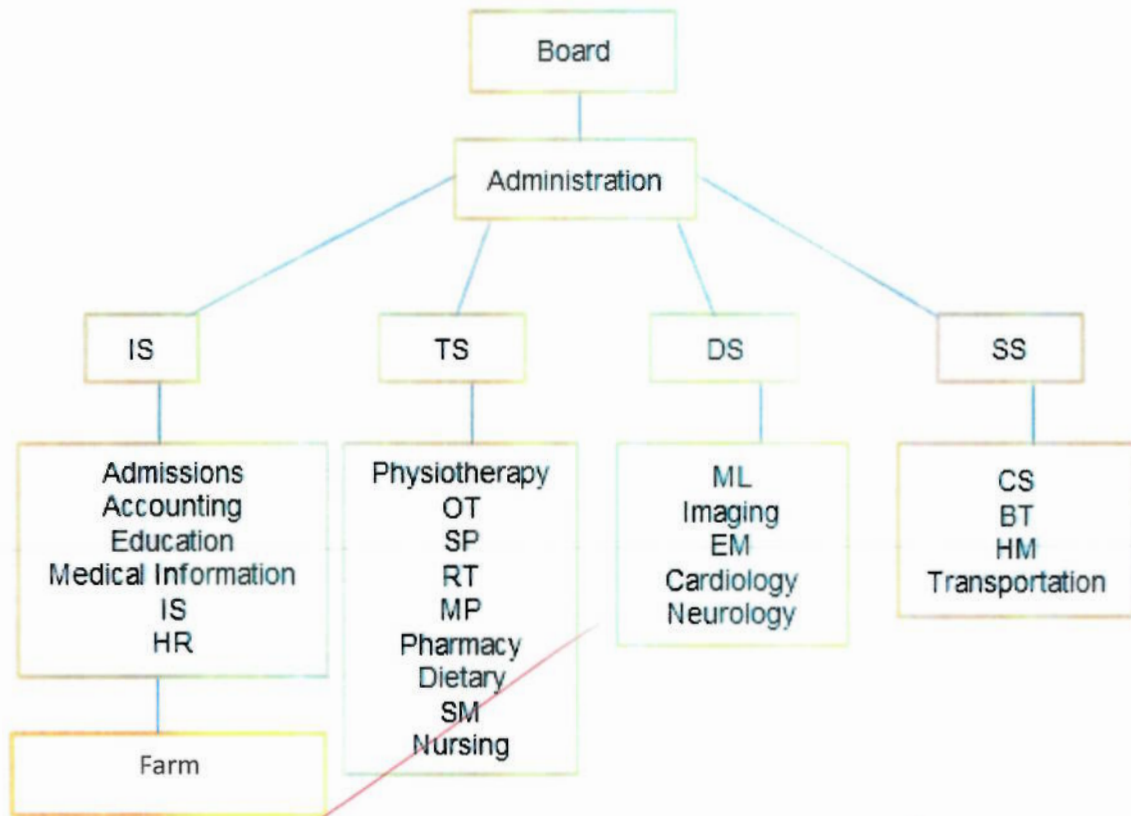 Board
Administration
IS
TS
DS
SS
Admissions
Accounting
Education
Medical Information
IS
HR
Physiotherapy
OT
SP
RT
MP
Pharmacy
Dietary
SM
Nursing
ML
Imaging
EM
Cardiology
Neurology
CS
BT
HM
Transportation
Farm